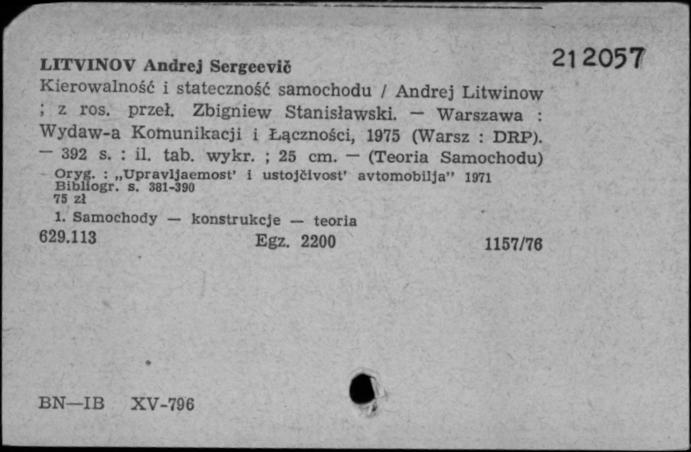 212057
LITVINOV Andrej Sergeevič
Kierowalność i stateczność samochodu / Andrej Litwinow
; z ros. przeł. Zbigniew Stanisławski. — Warszawa :
Wydaw-a Komunikacji i Łączności, 1975 (Warsz : DRP).
— 392 s. : il. tab. wykr. ; 25 cm. — (Teoria Samochodu)
Oryg. : „Upravljaemost' i ustojčivost' avtomobilja” 1971
Bibliogr. s. 381-390
75 zł
1. Samochody — konstrukcje — teoria
629.113 Egz. 2200 1157/76
BN—IB XV-796